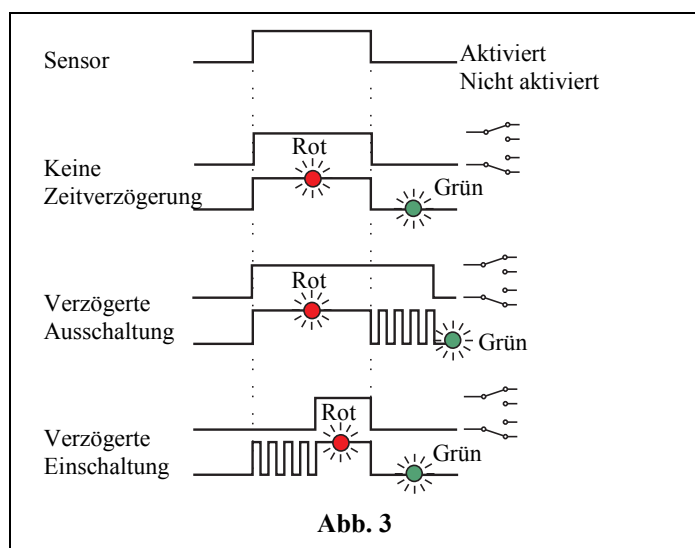 Sensor
Aktiviert
Nicht aktiviert
Rot
Keine
Zeitverzögerung
Grün
Rot
Verzögerte
Ausschaltung
Grün
Rot
Verzögerte
Einschaltung
Grün
Abb. 3